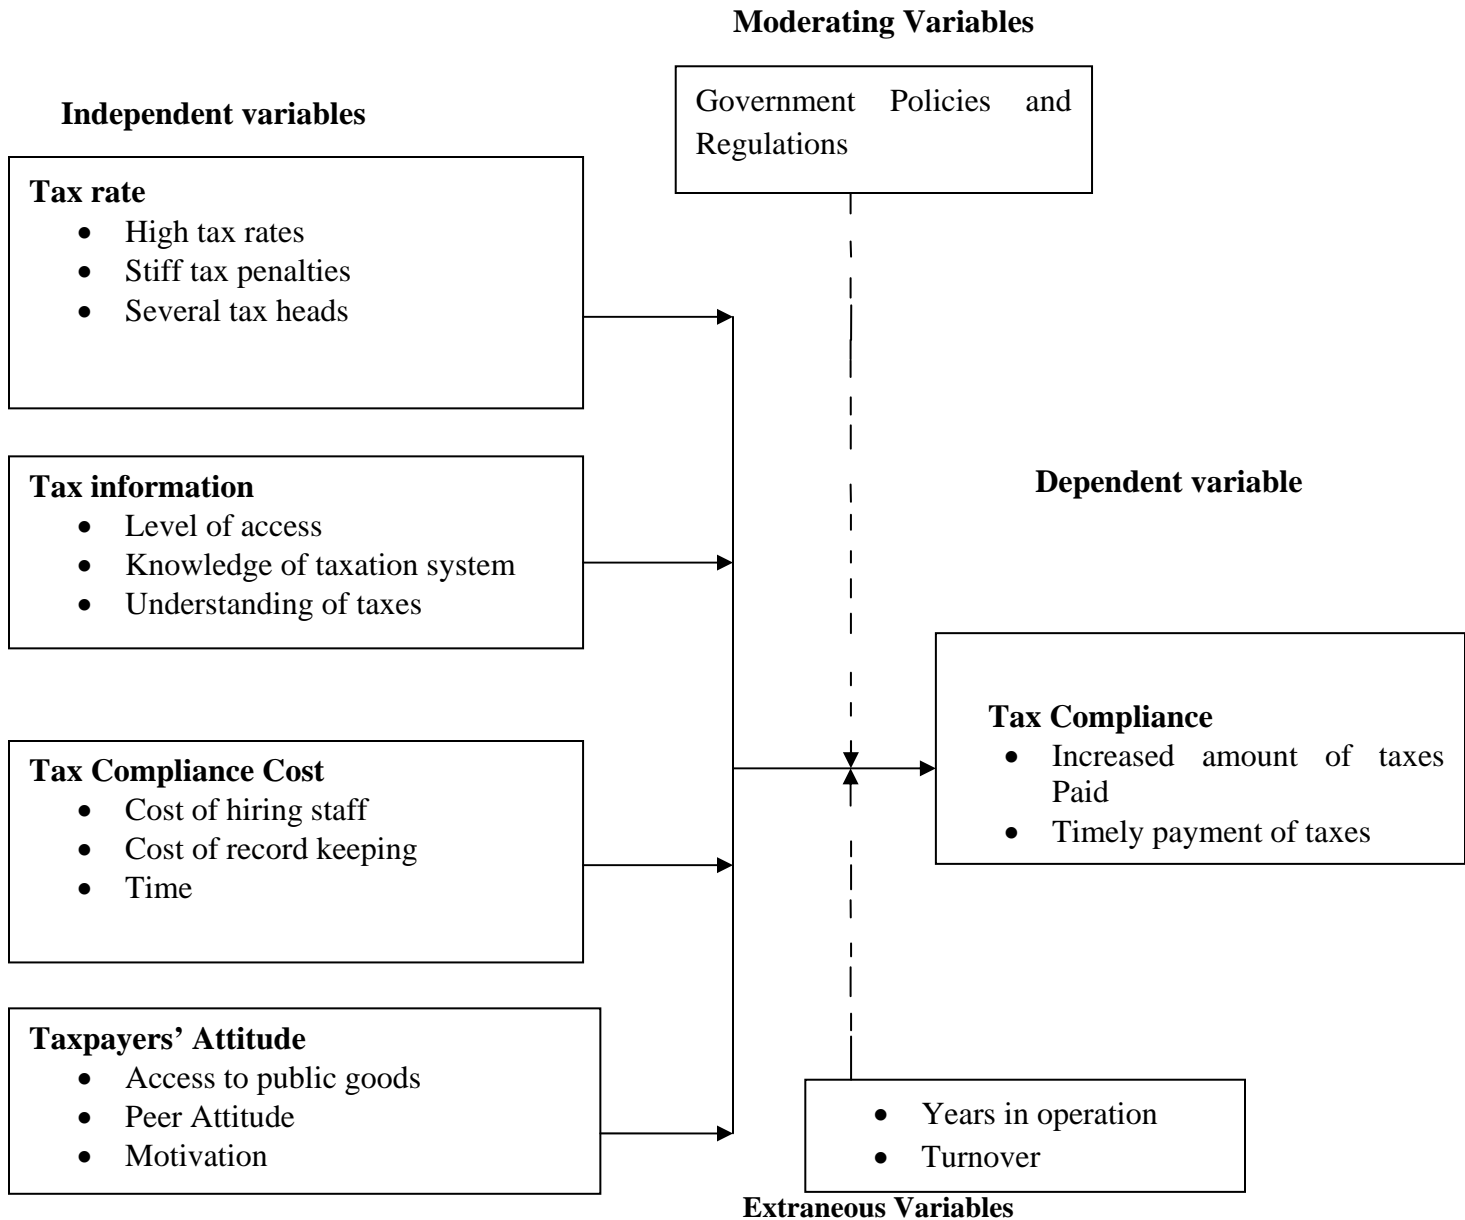 Moderating Variables
Government Policies and
Regulations
Independent variables
Tax rate
• High tax rates
• Stiff tax penalties
• Several tax heads
Tax information
• Level of access
• Knowledge of taxation system
• Understanding of taxes
Dependent variable
Tax Compliance
• Increased amount of taxes
Paid
• Timely payment of taxes
Tax Compliance Cost
• Cost of hiring staff
• Cost of record keeping
• Time
Taxpayers’ Attitude
• Access to public goods
• Peer Attitude
• Motivation
• Years in operation
• Turnover
Extraneous Variables